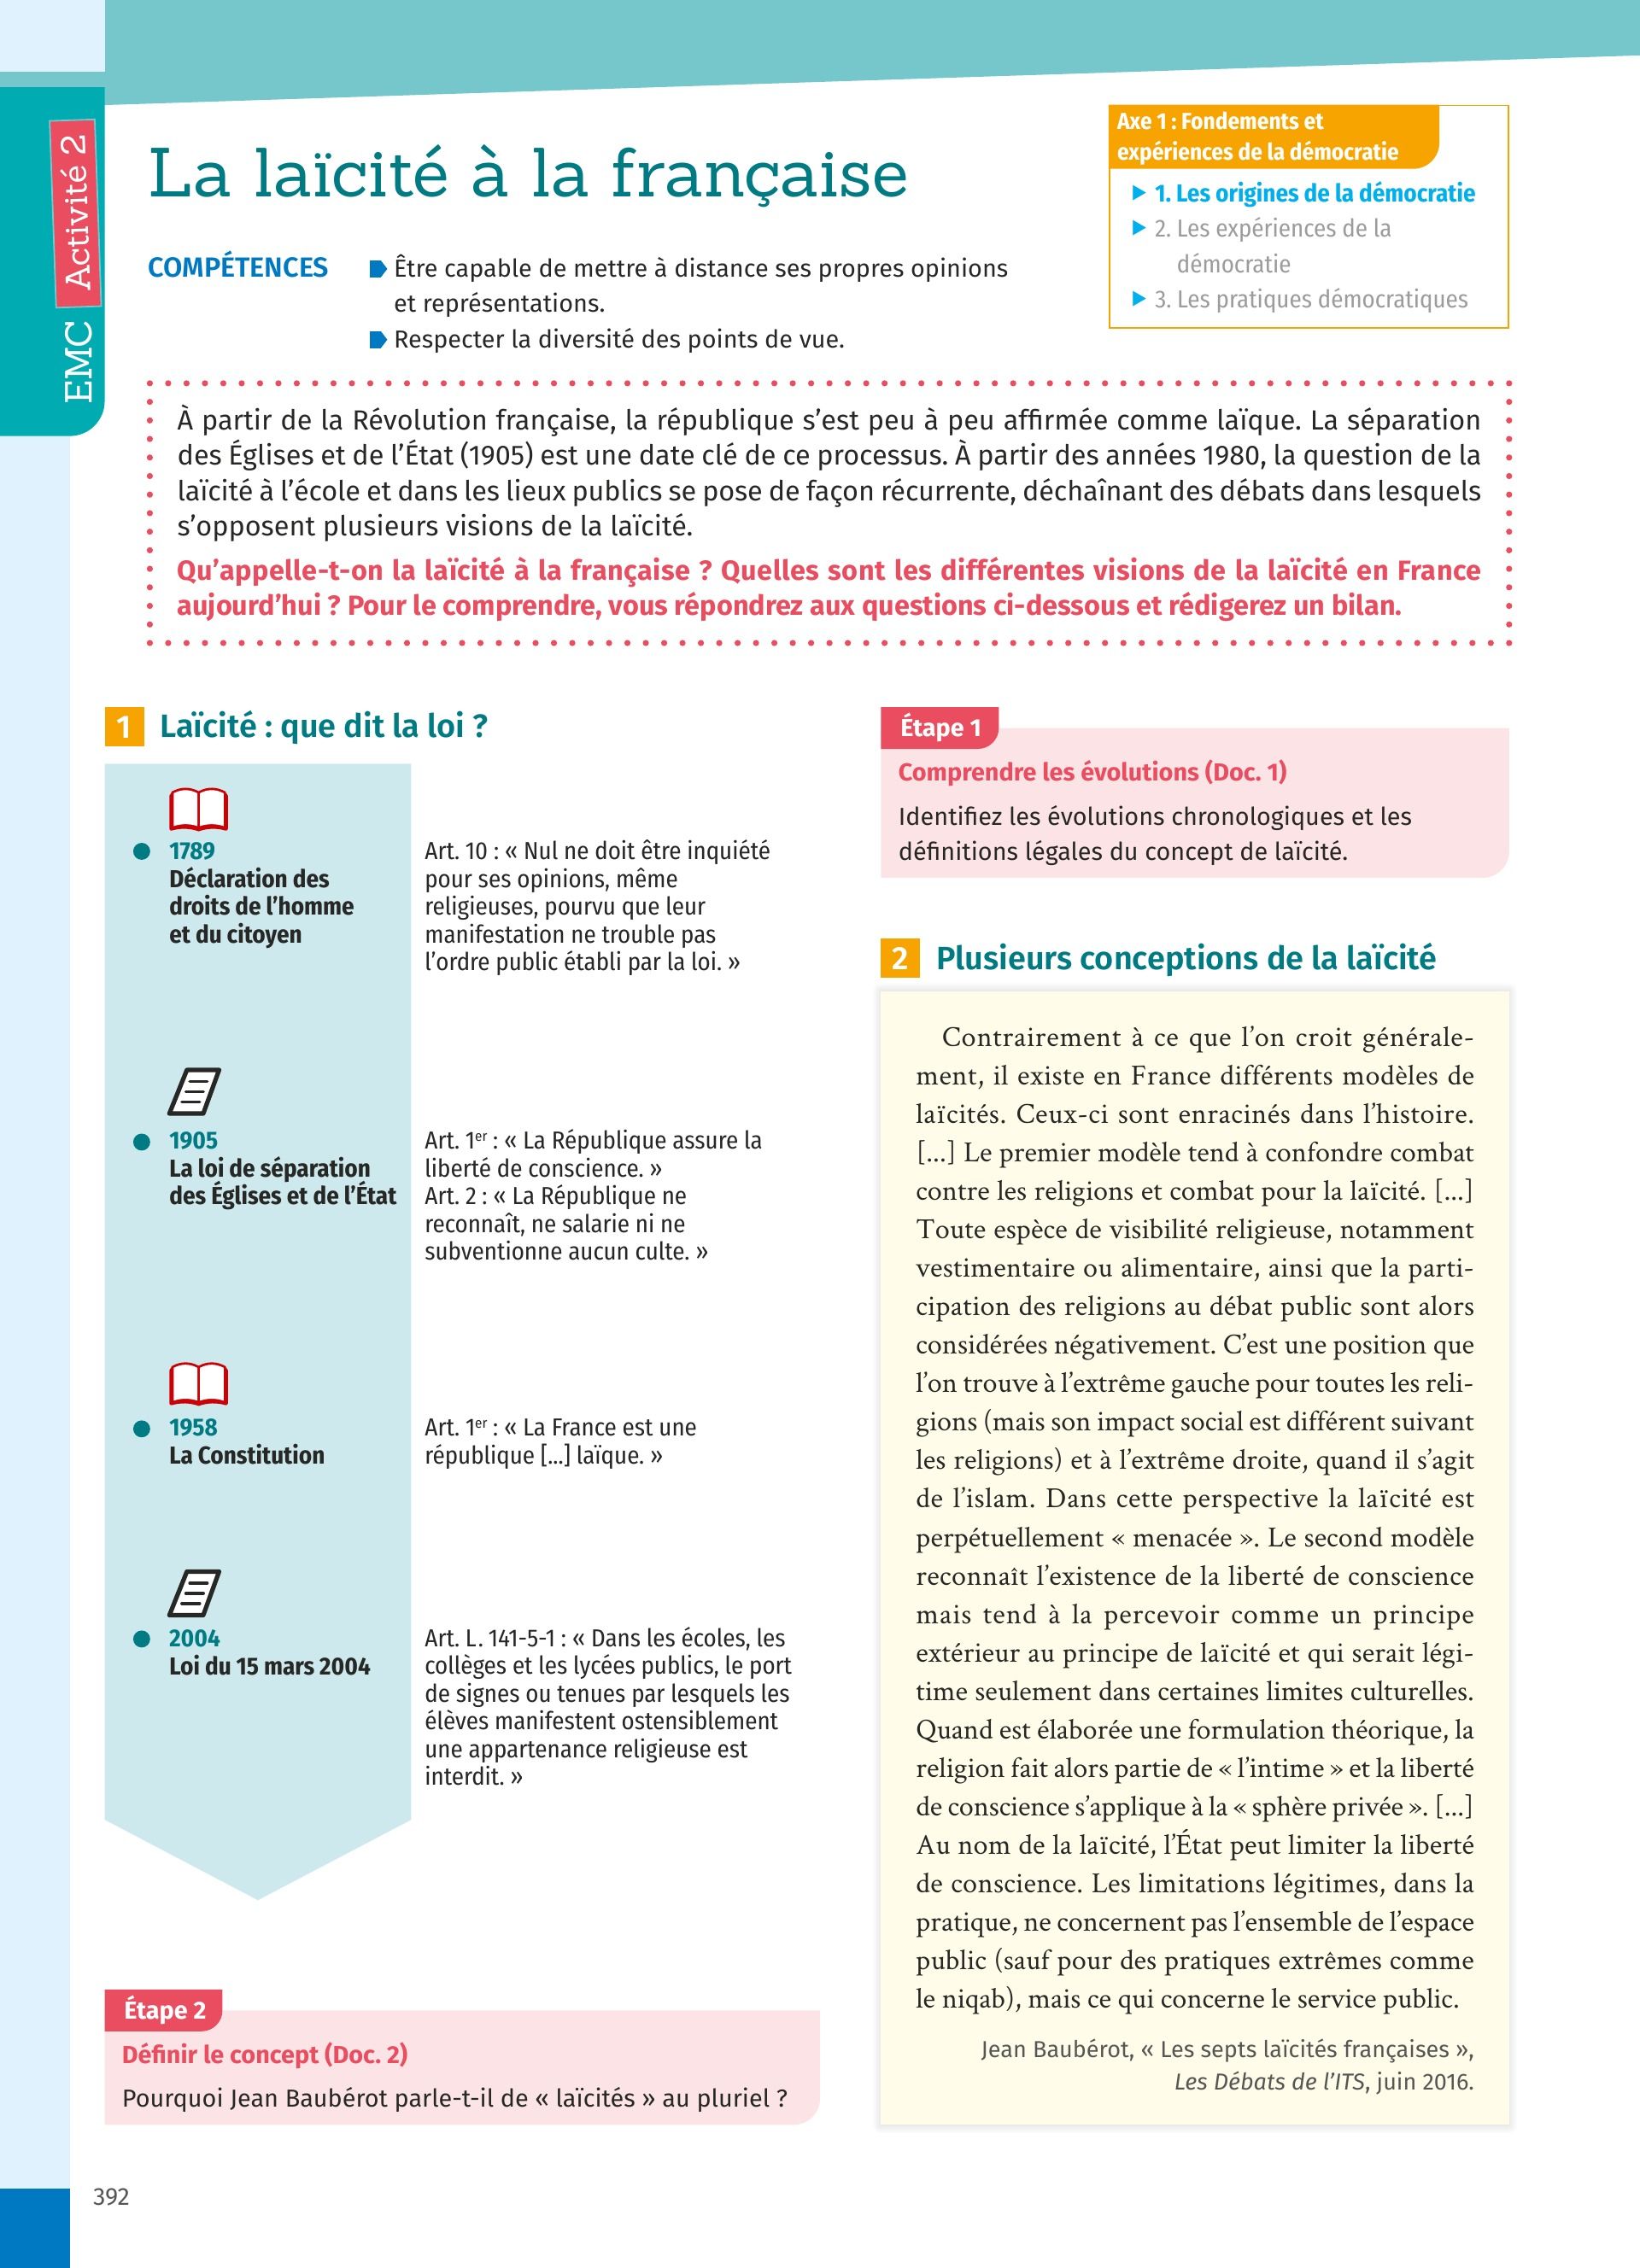 EMC Activité 2
La laïcité à la française
COMPÉTENCES
Être capable de mettre à distance ses propres opinions
et représentations.
Respecter la diversité des points de vue.
Axe 1 : Fondements et
expériences de la démocratie
1. Les origines de la démocratie
2. Les expériences de la
démocratie
3. Les pratiques démocratiques
À partir de la Révolution française, la république s’est peu à peu affirmée comme laïque. La séparation
des Églises et de l’État (1905) est une date clé de ce processus. À partir des années 1980, la question de la
laïcité à l’école et dans les lieux publics se pose de façon récurrente, déchaînant des débats dans lesquels
s’opposent plusieurs visions de la laïcité.
Qu’appelle-t-on la laïcité à la française ? Quelles sont les différentes visions de la laïcité en France
aujourd’hui ? Pour le comprendre, vous répondrez aux questions ci-dessous et rédigerez un bilan.
1 Laïcité : que dit la loi ?
1789
Déclaration des
droits de l’homme
et du citoyen
Art. 10 : « Nul ne doit être inquiété
pour ses opinions, même
religieuses, pourvu que leur
manifestation ne trouble pas
l’ordre public établi par la loi. »
1905
La loi de séparation
des Églises et de l’État
Art. 1er : « La République assure la
liberté de conscience. »
Art. 2 : « La République ne
reconnaît, ne salarie ni ne
subventionne aucun culte. »
1958
La Constitution
Art. 1er : « La France est une
république [...] laïque. »
2004
Loi du 15 mars 2004
Art. L. 141-5-1 : « Dans les écoles, les
collèges et les lycées publics, le port
de signes ou tenues par lesquels les
élèves manifestent ostensiblement
une appartenance religieuse est
interdit. »
Étape 2
Définir le concept (Doc. 2)
Pourquoi Jean Baubérot parle-t-il de « laïcités » au pluriel ?
Étape 1
Comprendre les évolutions (Doc. 1)
Identifiez les évolutions chronologiques et les
définitions légales du concept de laïcité.
2 Plusieurs conceptions de la laïcité
Contrairement à ce que l’on croit générale-
ment, il existe en France différents modèles de
laïcités. Ceux-ci sont enracinés dans l’histoire.
[...] Le premier modèle tend à confondre combat
contre les religions et combat pour la laïcité. [...]
Toute espèce de visibilité religieuse, notamment
vestimentaire ou alimentaire, ainsi que la parti-
cipation des religions au débat public sont alors
considérées négativement. C’est une position que
l’on trouve à l’extrême gauche pour toutes les reli-
gions (mais son impact social est différent suivant
les religions) et à l’extrême droite, quand il s’agit
de l’islam. Dans cette perspective la laïcité est
perpétuellement « menacée ». Le second modèle
reconnaît l’existence de la liberté de conscience
mais tend à la percevoir comme un principe
extérieur au principe de laïcité et qui serait légi-
time seulement dans certaines limites culturelles.
Quand est élaborée une formulation théorique, la
religion fait alors partie de « l’intime » et la liberté
de conscience s’applique à la « sphère privée ». [...]
Au nom de la laïcité, l’État peut limiter la liberté
de conscience. Les limitations légitimes, dans la
pratique, ne concernent pas l’ensemble de l’espace
public (sauf pour des pratiques extrêmes comme
le niqab), mais ce qui concerne le service public.
Jean Baubérot, « Les septs laïcités françaises »,
Les Débats de l’ITS, juin 2016.
392